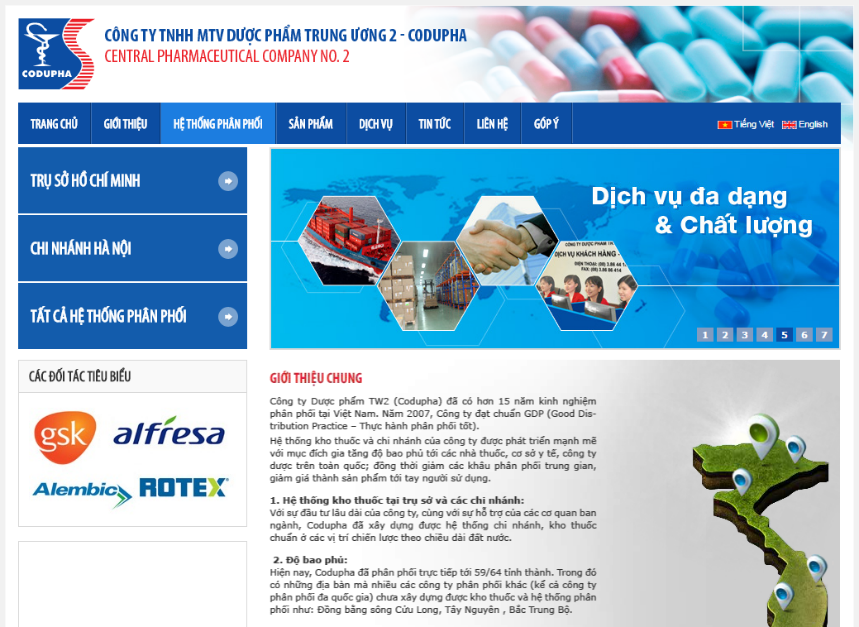 CODUPHA
CÔNG TY TNHH MTV DƯỢC PHẨM TRUNG ƯƠNG 2 - CODUPHA
CENTRAL PHARMACEUTICAL COMPANY NO. 2
TRANG CHỦ GIỚI THIỆU HỆ THỐNG PHÂN PHỐI SẢN PHẨM DỊCH VỤ TIN TỨC LIÊN HỆ GÓP Ý Tiếng Việt English
TRỤ SỞ HỒ CHÍ MINH
CHI NHÁNH HÀ NỘI
TẤT CẢ HỆ THỐNG PHÂN PHỐI
Dịch vụ đa dạng
& Chất lượng
CÔNG TY DƯỢC PHẨM
DỊCH VỤ KHÁCH HÀNG -
1 2 3 4 5 6 7
CÁC ĐỐI TÁC TIÊU BIỂU
gsk alfresa
Alembic ROTEX
GIỚI THIỆU CHUNG
Công ty Dược phẩm TW2 (Codupha) đã có hơn 15 năm kinh nghiệm
phân phối tại Việt Nam. Năm 2007, Công ty đạt chuẩn GDP (Good Dis-
tribution Practice – Thực hành phân phối tốt).
Hệ thống kho thuốc và chi nhánh của công ty được phát triển mạnh mẽ
với mục đích gia tăng độ bao phủ tới các nhà thuốc, cơ sở y tế, công ty
dược trên toàn quốc; đồng thời giảm các khâu phân phối trung gian,
giảm giá thành sản phẩm tới tay người sử dụng.
1. Hệ thống kho thuốc tại trụ sở và các chi nhánh:
Với sự đầu tư lâu dài của công ty, cùng với sự hỗ trợ của các cơ quan ban
ngành, Codupha đã xây dựng được hệ thống chi nhánh, kho thuốc
chuẩn ở các vị trí chiến lược theo chiều dài đất nước.
2. Độ bao phủ:
Hiện nay, Codupha đã phân phối trực tiếp tới 59/64 tỉnh thành. Trong đó
có những địa bàn mà nhiều các công ty phân phối khác (kể cả công ty
phân phối đa quốc gia) chưa xây dựng được kho thuốc và hệ thống phân
phối như: Đồng bằng sông Cửu Long, Tây Nguyên , Bắc Trung Bộ.